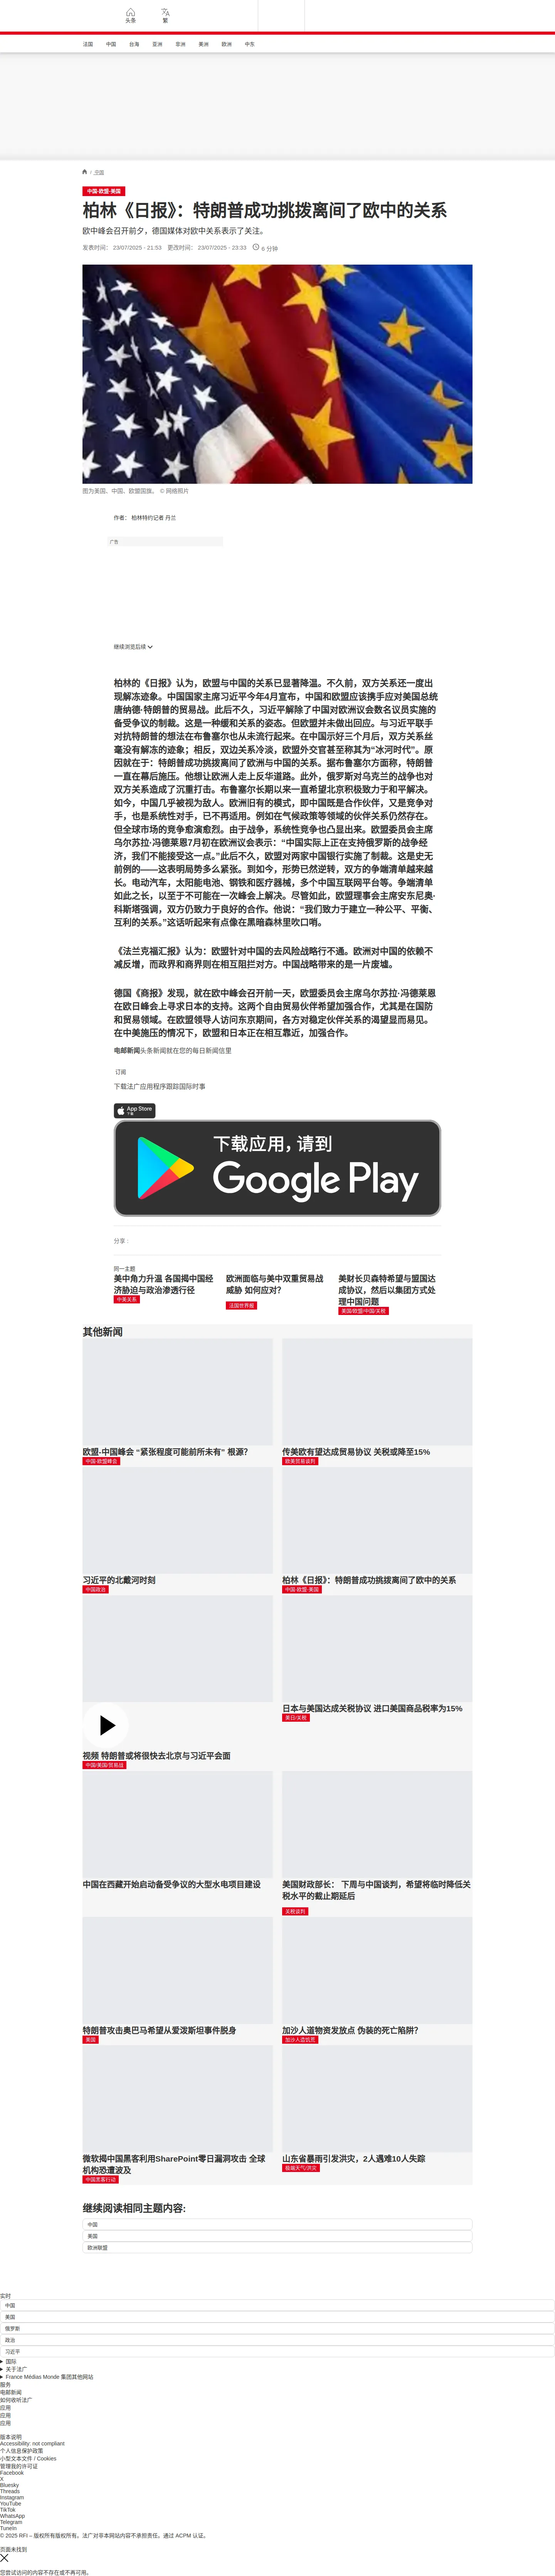 头条
繁
法国
中国
台海
亚洲
非洲
美洲
欧洲
中东
/ 中国
中国-欧盟-美国
柏林《日报》：特朗普成功挑拨离间了欧中的关系
欧中峰会召开前夕，德国媒体对欧中关系表示了关注。
发表时间： 23/07/2025 - 21:53 更改时间： 23/07/2025 - 23:33 6 分钟
图为美国、中国、欧盟国旗。 © 网络照片
作者： 柏林特约记者 丹兰
广告
继续浏览后续
柏林的《日报》认为，欧盟与中国的关系已显著降温。不久前，双方关系还一度出
现解冻迹象。中国国家主席习近平今年4月宣布，中国和欧盟应该携手应对美国总统
唐纳德·特朗普的贸易战。此后不久，习近平解除了中国对欧洲议会数名议员实施的
备受争议的制裁。这是一种缓和关系的姿态。但欧盟并未做出回应。与习近平联手
对抗特朗普的想法在布鲁塞尔也从未流行起来。在中国示好三个月后，双方关系丝
毫没有解冻的迹象；相反，双边关系冷淡，欧盟外交官甚至称其为“冰河时代”。原
因就在于：特朗普成功挑拨离间了欧洲与中国的关系。据布鲁塞尔方面称，特朗普
一直在幕后施压。他想让欧洲人走上反华道路。此外，俄罗斯对乌克兰的战争也对
双方关系造成了沉重打击。布鲁塞尔长期以来一直希望北京积极致力于和平解决。
如今，中国几乎被视为敌人。欧洲旧有的模式，即中国既是合作伙伴，又是竞争对
手，也是系统性对手，已不再适用。例如在气候政策等领域的伙伴关系仍然存在。
但全球市场的竞争愈演愈烈。由于战争，系统性竞争也凸显出来。欧盟委员会主席
乌尔苏拉·冯德莱恩7月初在欧洲议会表示：“中国实际上正在支持俄罗斯的战争经
济，我们不能接受这一点。”此后不久，欧盟对两家中国银行实施了制裁。这是史无
前例的——这表明局势多么紧张。到如今，形势已然逆转，双方的争端清单越来越
长。电动汽车，太阳能电池、钢铁和医疗器械，多个中国互联网平台等。争端清单
如此之长，以至于不可能在一次峰会上解决。尽管如此，欧盟理事会主席安东尼奥·
科斯塔强调，双方仍致力于良好的合作。他说：“我们致力于建立一种公平、平衡、
互利的关系。”这话听起来有点像在黑暗森林里吹口哨。
《法兰克福汇报》认为：欧盟针对中国的去风险战略行不通。欧洲对中国的依赖不
减反增，而政界和商界则在相互阻拦对方。中国战略带来的是一片废墟。
德国《商报》发现，就在欧中峰会召开前一天，欧盟委员会主席乌尔苏拉·冯德莱恩
在欧日峰会上寻求日本的支持。这两个自由贸易伙伴希望加强合作，尤其是在国防
和贸易领域。在欧盟领导人访问东京期间，各方对稳定伙伴关系的渴望显而易见。
在中美施压的情况下，欧盟和日本正在相互靠近，加强合作。
电邮新闻头条新闻就在您的每日新闻信里
订阅
下载法广应用程序跟踪国际时事
App Store
下载
下载应用，请到
Google Play
分享 :
同一主题
美中角力升温 各国揭中国经
济胁迫与政治渗透行径
中美关系
欧洲面临与美中双重贸易战
威胁 如何应对？
法国世界报
美财长贝森特希望与盟国达
成协议，然后以集团方式处
理中国问题
美国/欧盟/中国/关税
其他新闻
欧盟-中国峰会 “紧张程度可能前所未有” 根源？
中国-欧盟峰会
传美欧有望达成贸易协议 关税或降至15%
欧美贸易谈判
习近平的北戴河时刻
中国政治
柏林《日报》：特朗普成功挑拨离间了欧中的关系
中国-欧盟-美国
视频 特朗普或将很快去北京与习近平会面
中国/美国/贸易战
日本与美国达成关税协议 进口美国商品税率为15%
美日/关税
中国在西藏开始启动备受争议的大型水电项目建设
美国财政部长： 下周与中国谈判，希望将临时降低关
税水平的截止期延后
关税谈判
特朗普攻击奥巴马希望从爱泼斯坦事件脱身
美国
加沙人道物资发放点 伪装的死亡陷阱？
加沙人道饥荒
微软揭中国黑客利用SharePoint零日漏洞攻击 全球
机构恐遭波及
中国黑客行动
山东省暴雨引发洪灾，2人遇难10人失踪
极端天气/洪灾
继续阅读相同主题内容:
中国
美国
欧洲联盟
实时
中国
美国
俄罗斯
政治
习近平
国际
关于法广
France Médias Monde 集团其他网站
服务
电邮新闻
如何收听法广
应用
应用
应用
版本说明
Accessibility: not compliant
个人信息保护政策
小型文本文件 / Cookies
管理我的许可证
Facebook
X
Bluesky
Threads
Instagram
YouTube
TikTok
WhatsApp
Telegram
TuneIn
© 2025 RFI – 版权所有版权所有。法广对非本网站内容不承担责任。通过 ACPM 认证。
页面未找到
您尝试访问的内容不存在或不再可用。